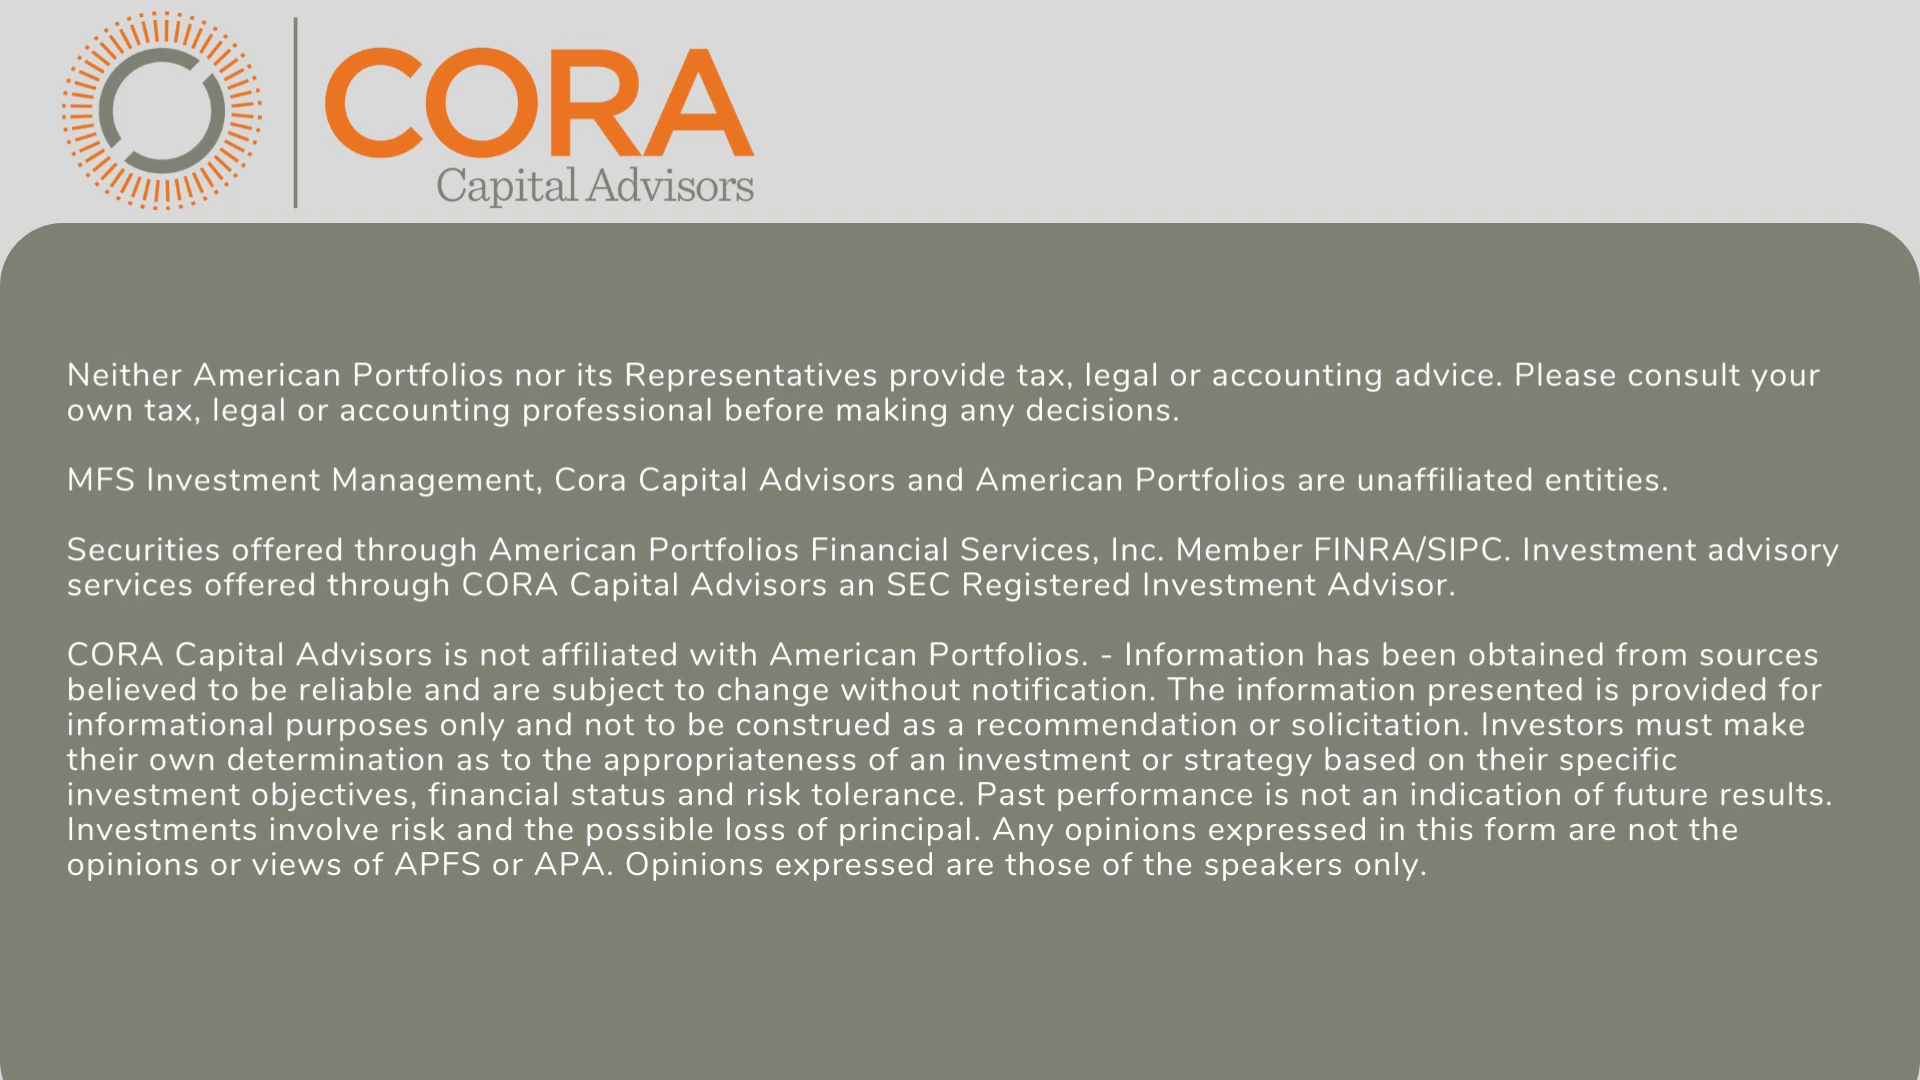 CORA
Capital Advisors
Neither American Portfolios nor its Representatives provide tax, legal or accounting advice. Please consult your
own tax, legal or accounting professional before making any decisions.
MFS Investment Management, Cora Capital Advisors and American Portfolios are unaffiliated entities.
Securities offered through American Portfolios Financial Services, Inc. Member FINRA/SIPC. Investment advisory
services offered through CORA Capital Advisors an SEC Registered Investment Advisor.
CORA Capital Advisors is not affiliated with American Portfolios. - Information has been obtained from sources
believed to be reliable and are subject to change without notification. The information presented is provided for
informational purposes only and not to be construed as a recommendation or solicitation. Investors must make
their own determination as to the appropriateness of an investment or strategy based on their specific
investment objectives, financial status and risk tolerance. Past performance is not an indication of future results.
Investments involve risk and the possible loss of principal. Any opinions expressed in this form are not the
opinions or views of APFS or APA. Opinions expressed are those of the speakers only.